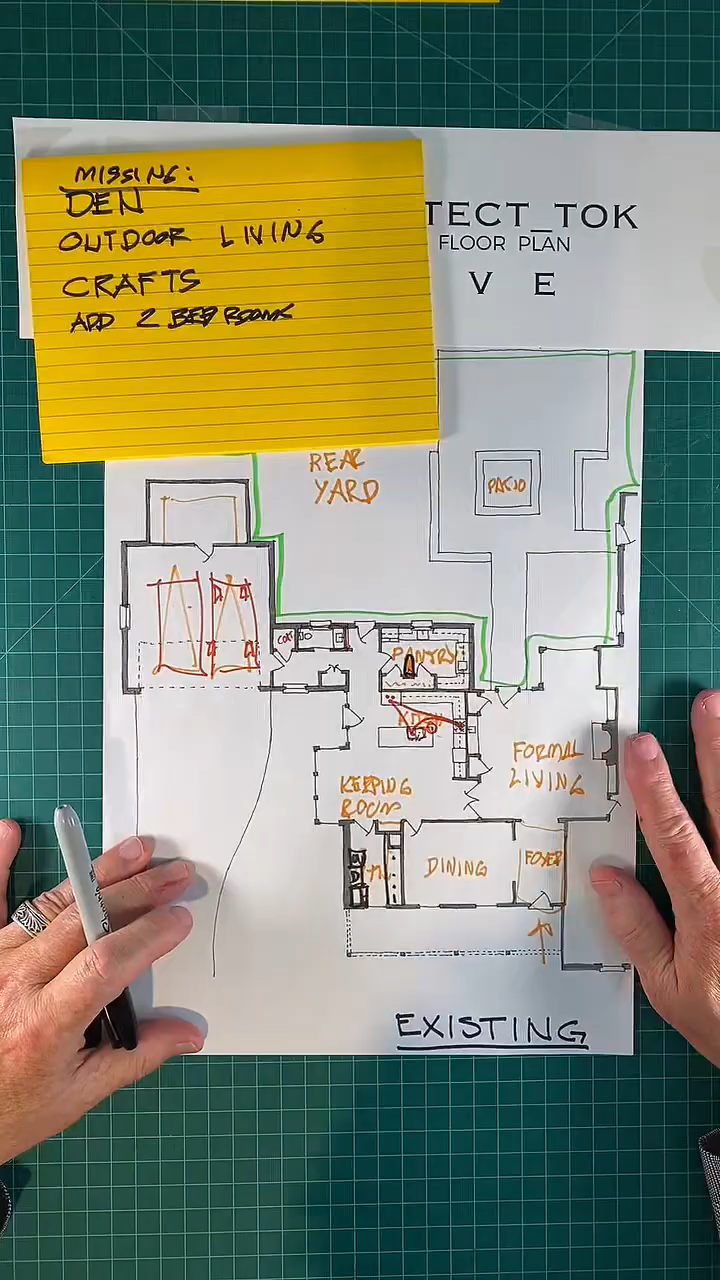 MISSING:
DEN
OUTDOOR LIVING
CRAFTS
ADD 2 BEDROOMS
TECT_TOK
FLOOR PLAN
V E
REAR
YARD
PATIO
PANTRY
FORMAL
LIVING
KEEPING
ROOM
DINING
FOYER
EXISTING